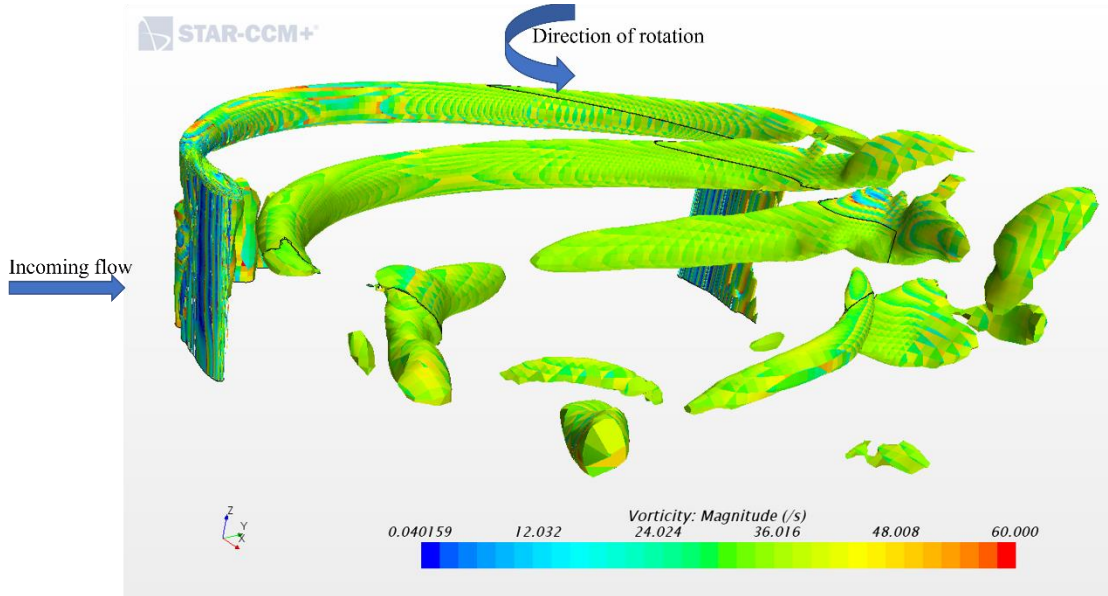 STAR-CCM+®
Direction of rotation
Incoming flow
Z
Y
X
Vorticity: Magnitude (/s)
0.040159 12.032 24.024 36.016 48.008 60.000